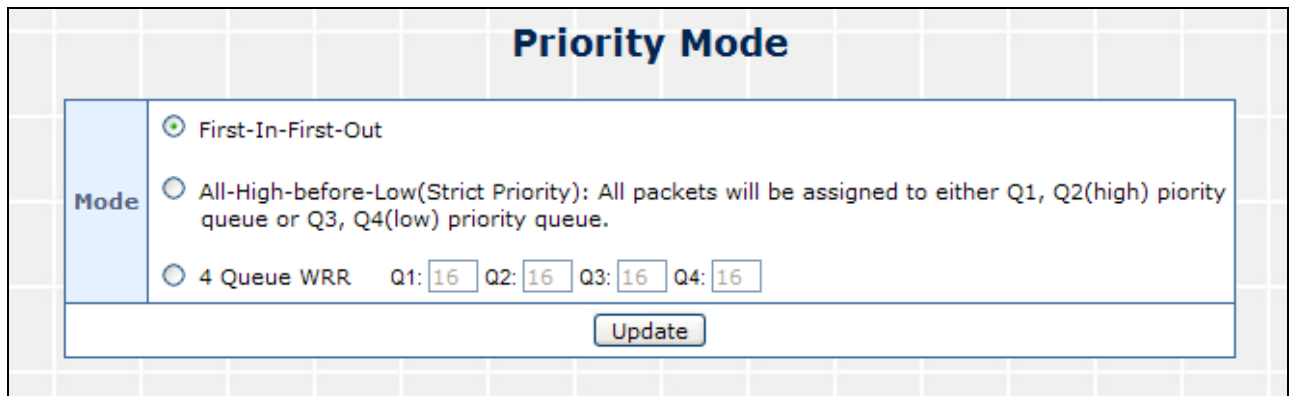 Priority Mode
First-In-First-Out
Mode
All-High-before-Low(Strict Priority): All packets will be assigned to either Q1, Q2(high) piority
queue or Q3, Q4(low) priority queue.
4 Queue WRR Q1: 16 Q2: 16 Q3: 16 Q4: 16
Update